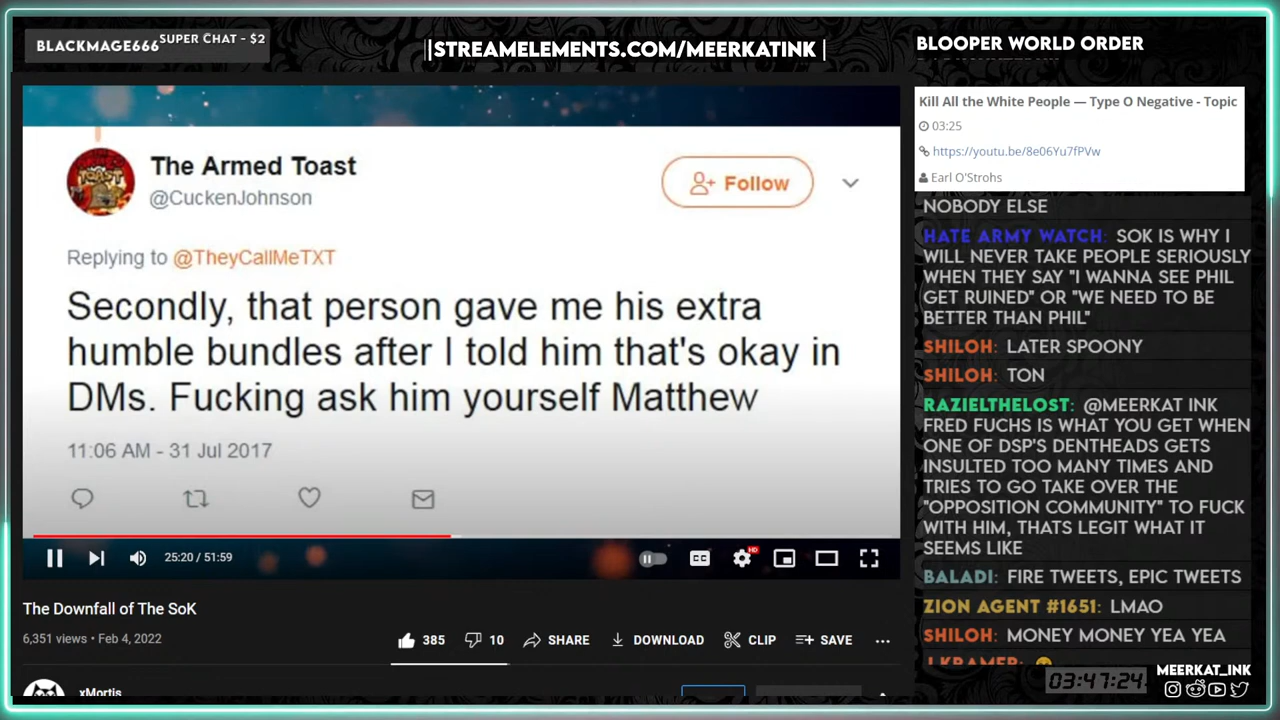 BLACKMAGE666 SUPER CHAT - $2
||STREAMELEMENTS.COM/MEERKATINK |
BLOOPER WORLD ORDER
The Armed Toast
@CuckenJohnson
Follow
Replying to @TheyCallMeTXT
Secondly, that person gave me his extra
humble bundles after I told him that's okay in
DMs. Fucking ask him yourself Matthew
11:06 AM - 31 Jul 2017
25:20 / 51:59
CC
HD
The Downfall of The SoK
6,351 views • Feb 4, 2022
385
10
SHARE
DOWNLOAD
CLIP
SAVE
xMortis
Kill All the White People — Type O Negative - Topic
03:25
https://youtu.be/8e06Yu7fPVw
Earl O'Strohs
NOBODY ELSE
HATE ARMY WATCH: SOK IS WHY I
WILL NEVER TAKE PEOPLE SERIOUSLY
WHEN THEY SAY "I WANNA SEE PHIL
GET RUINED" OR "WE NEED TO BE
BETTER THAN PHIL"
SHILOH: LATER SPOONY
SHILOH: TON
RAZIELTHELOST: @MEERKAT INK
FRED FUCHS IS WHAT YOU GET WHEN
ONE OF DSP'S DENTHEADS GETS
INSULTED TOO MANY TIMES AND
TRIES TO GO TAKE OVER THE
"OPPOSITION COMMUNITY" TO FUCK
WITH HIM, THATS LEGIT WHAT IT
SEEMS LIKE
BALADI: FIRE TWEETS, EPIC TWEETS
ZION AGENT #1651: LMAO
SHILOH: MONEY MONEY YEA YEA
J KRAMER:
03:47:24
MEERKAT_INK